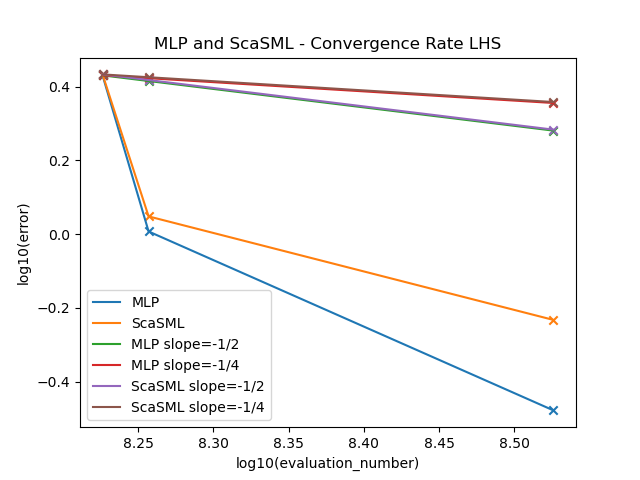 MLP and ScaSML - Convergence Rate LHS
log10(error)
0.4
0.2
0.0
−0.2
−0.4
MLP
ScaSML
MLP slope=-1/2
MLP slope=-1/4
ScaSML slope=-1/2
ScaSML slope=-1/4
8.25 8.30 8.35 8.40 8.45 8.50
log10(evaluation_number)